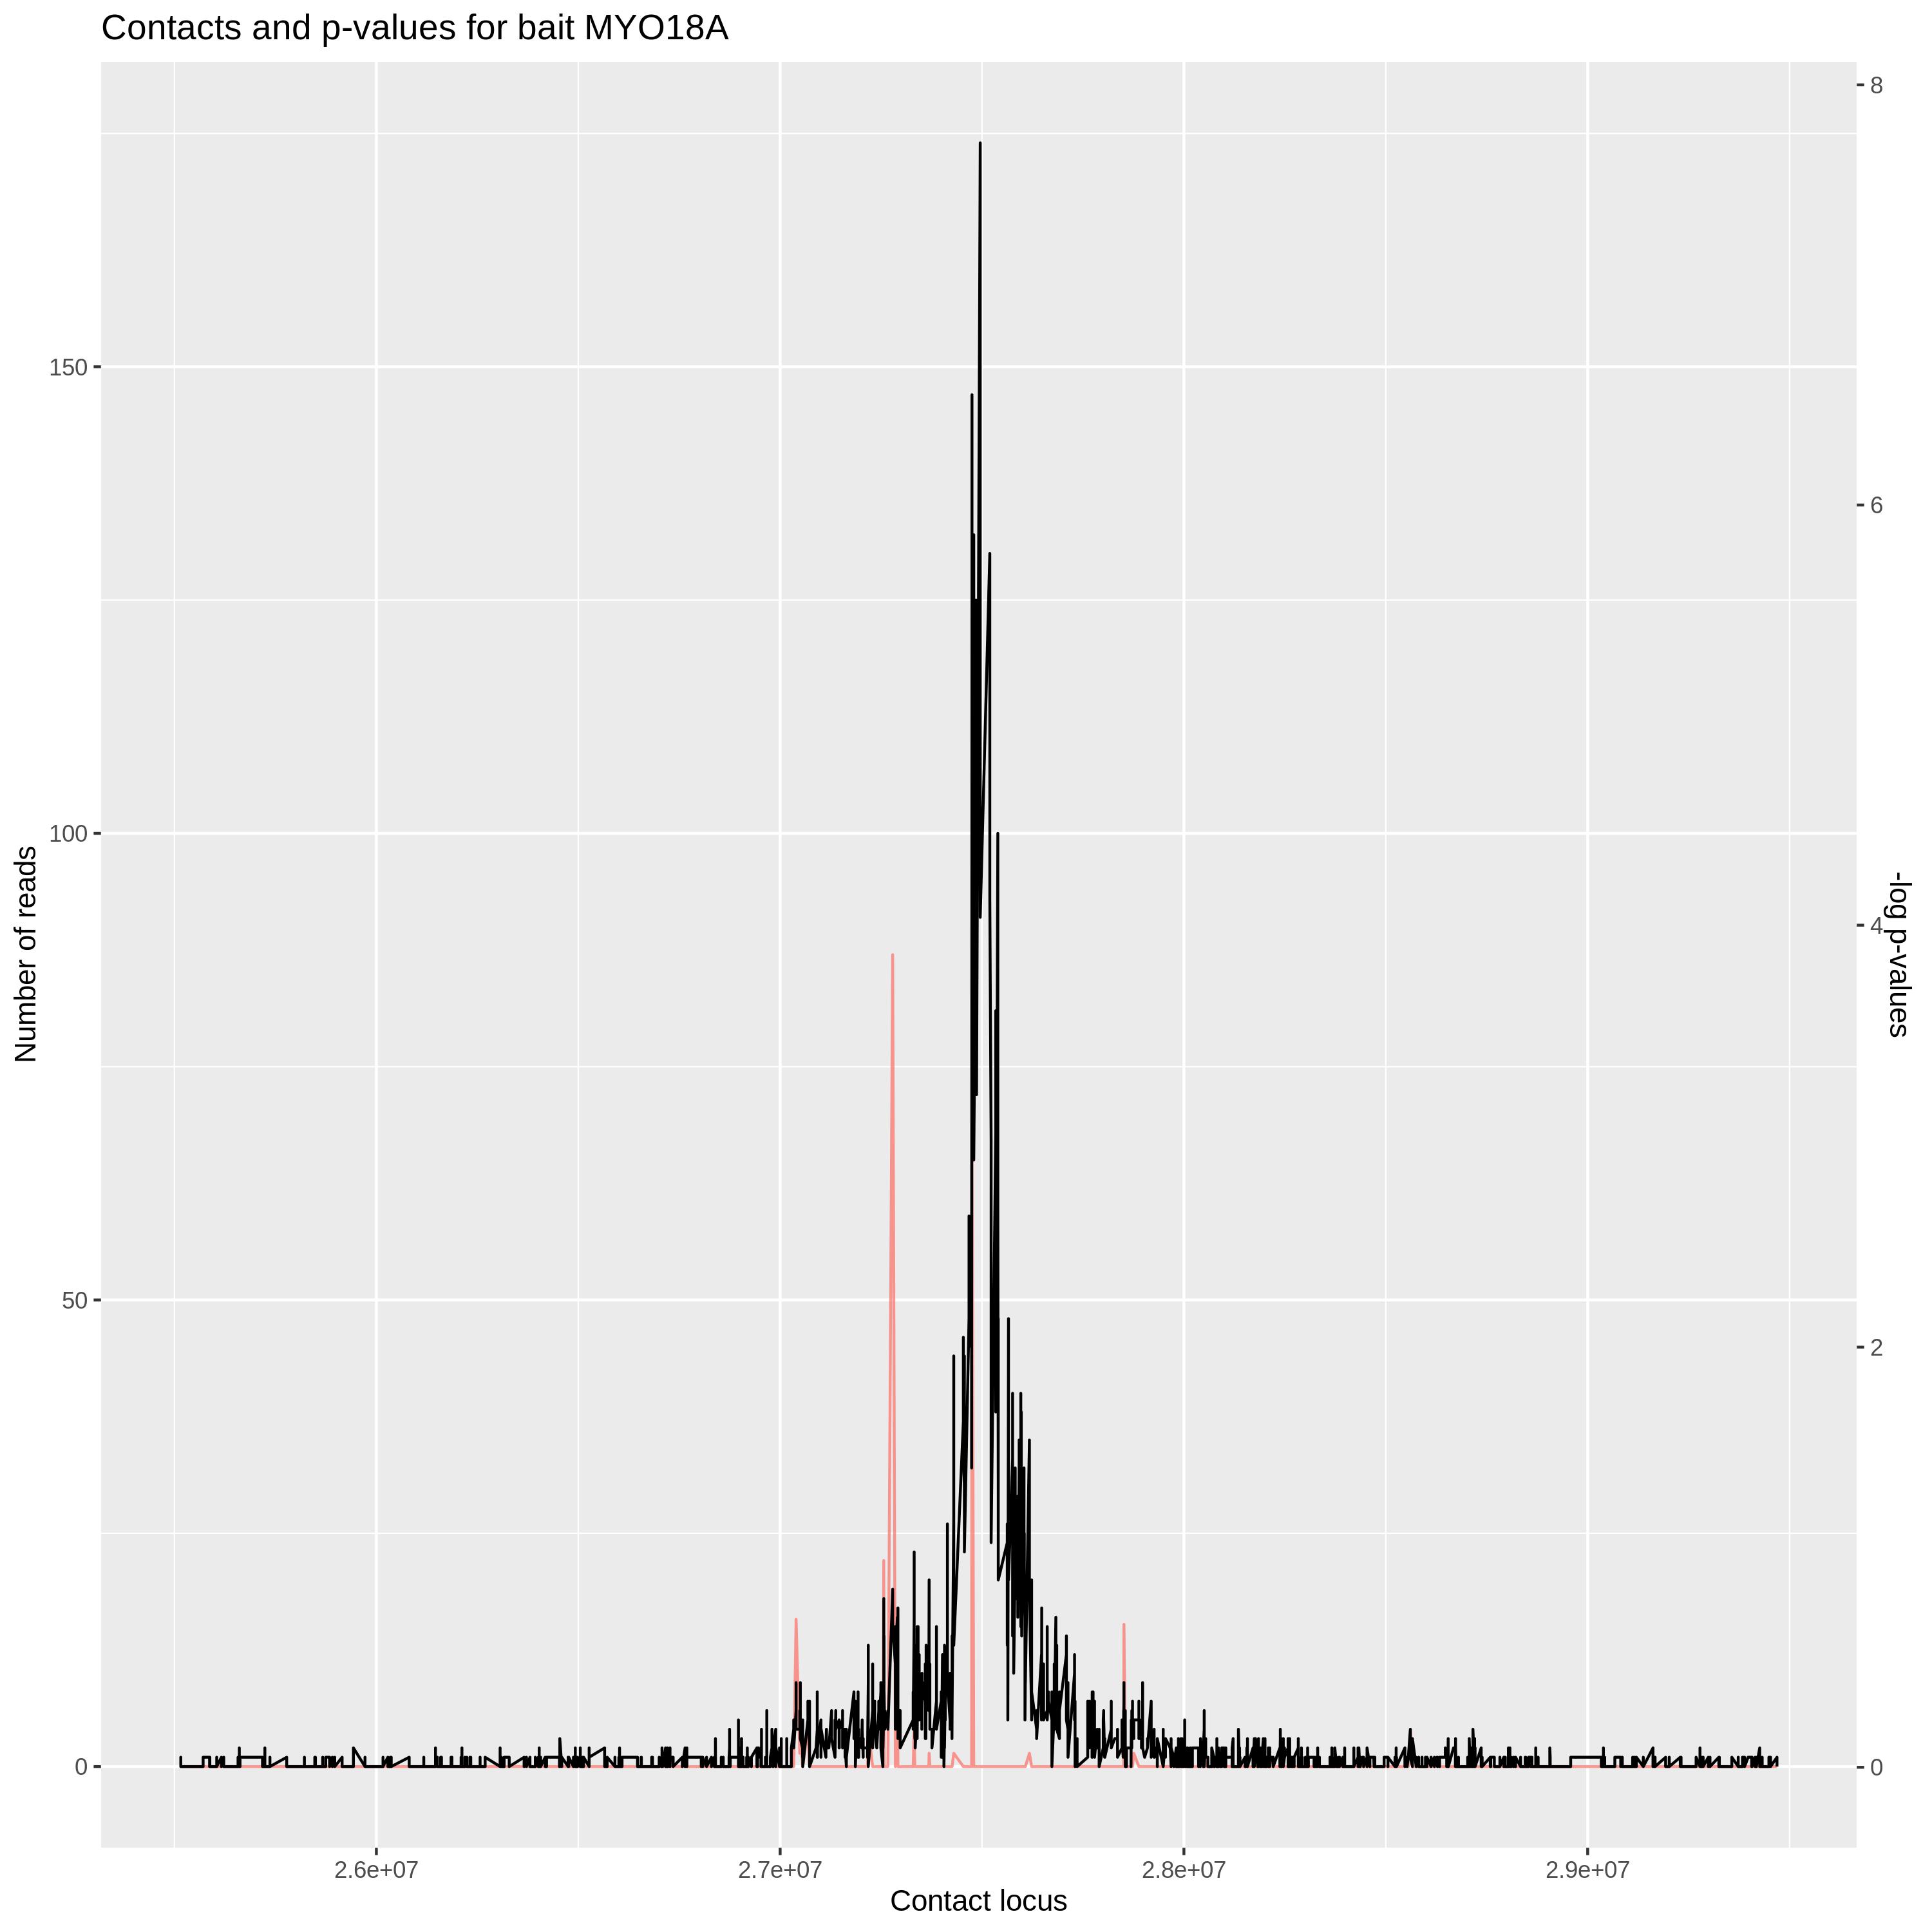 Contacts and p-values for bait MYO18A
8
150
6
100
4
Number of reads
-log p-values
50
2
0
0
2.6e+07 2.7e+07 2.8e+07 2.9e+07
Contact locus